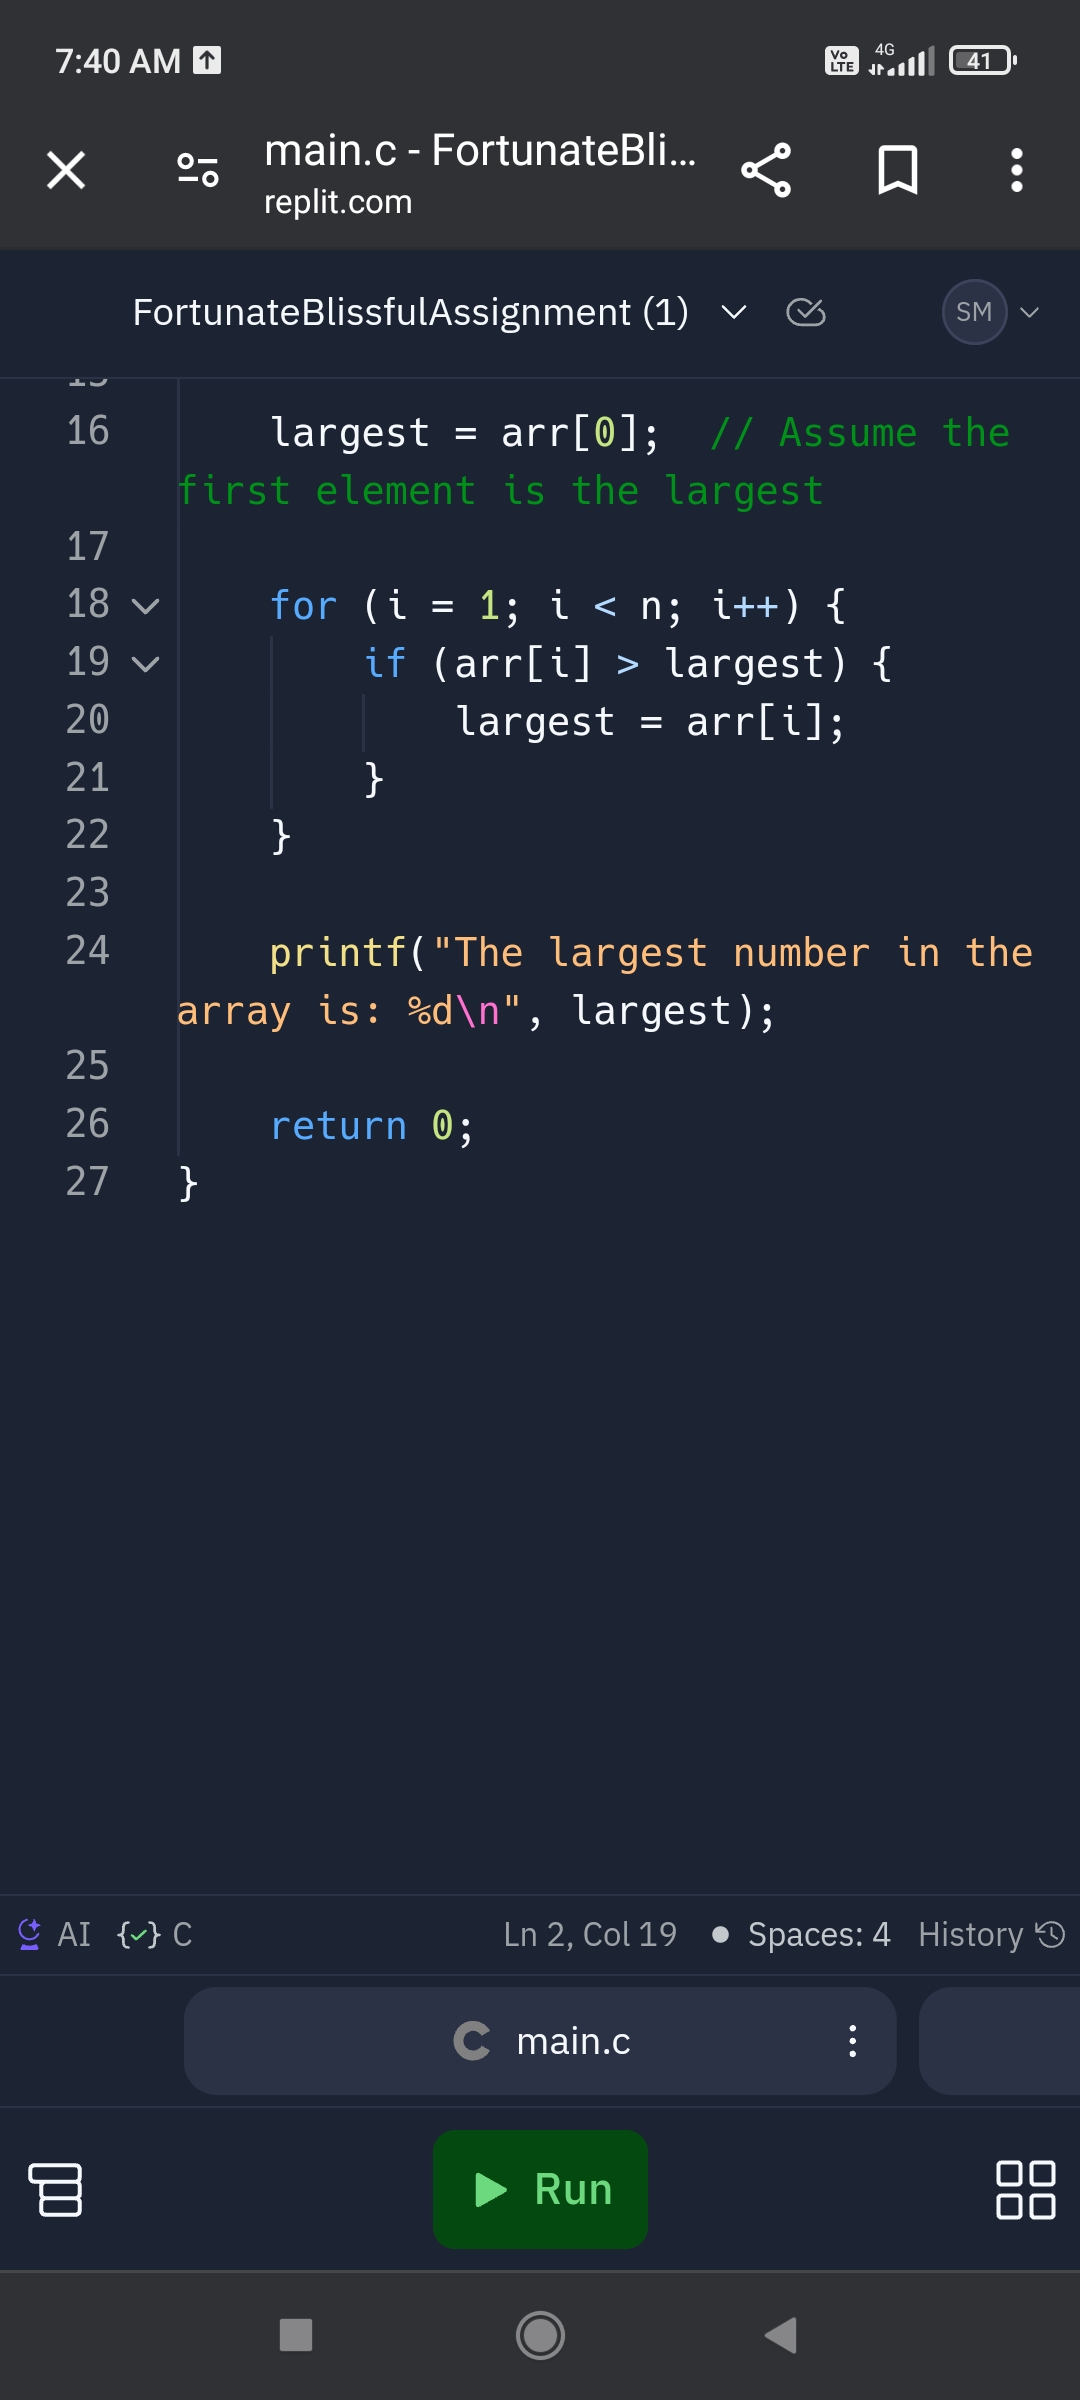 7:40 AM
Vo LTE 4G 41
main.c - FortunateBli...
replit.com
FortunateBlissfulAssignment (1)
SM
15
16 largest = arr[0];  // Assume the
first element is the largest
17
18 for (i = 1; i < n; i++) {
19 if (arr[i] > largest) {
20 largest = arr[i];
21 }
22 }
23
24 printf("The largest number in the
array is: %d\n", largest);
25
26 return 0;
27 }
AI {✓} C Ln 2, Col 19 ● Spaces: 4 History
C main.c
Run